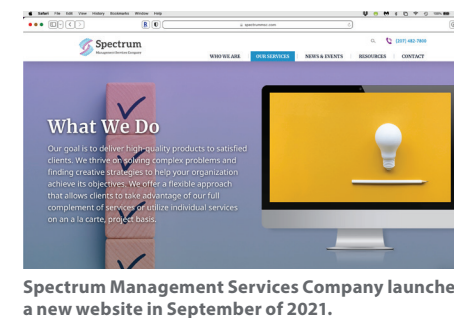 Safari File Edit View History Bookmarks Window Help
spectrummsc.com
Spectrum
Management Services Company
(207) 482-7900
WHO WE ARE OUR SERVICES NEWS & EVENTS RESOURCES CONTACT
What We Do
Our goal is to deliver high-quality products to satisfied
clients. We thrive on solving complex problems and
finding creative strategies to help your organization
achieve its objectives. We offer a flexible approach
that allows clients to take advantage of our full
complement of services or utilize individual services
on an a la carte, project basis.
Spectrum Management Services Company launche
a new website in September of 2021.